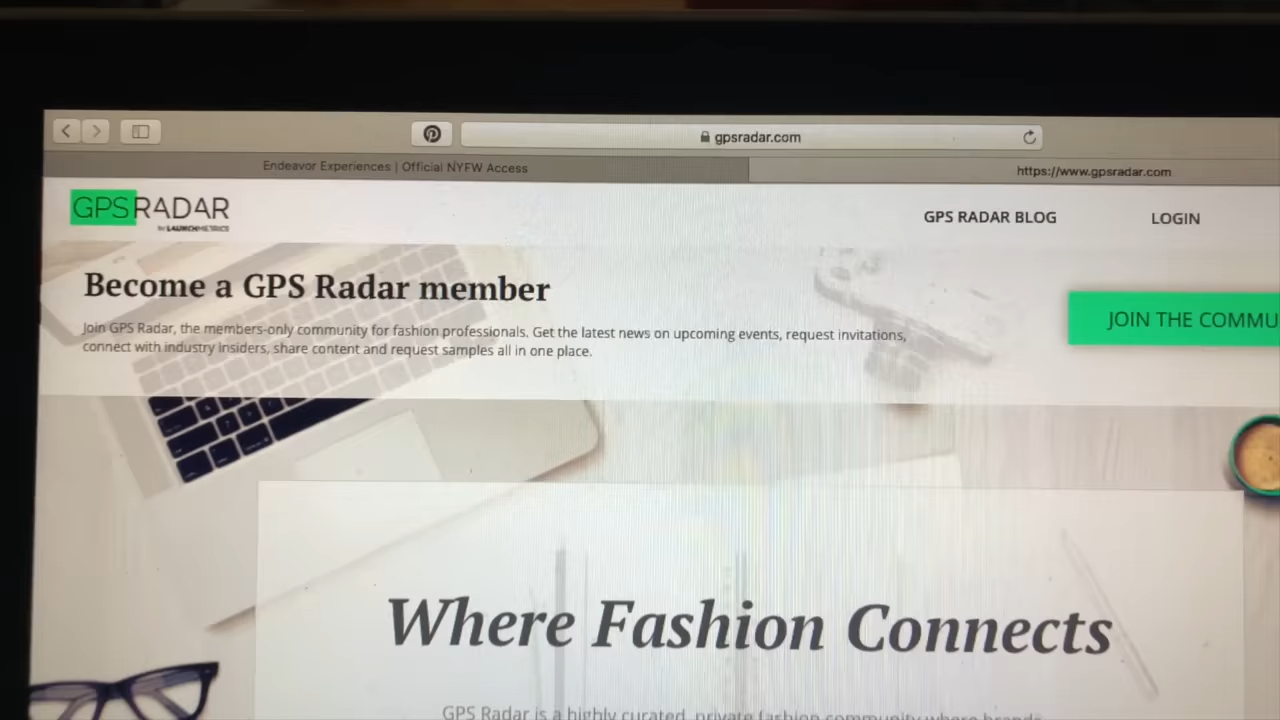 gpsradar.com
Endeavor Experiences | Official NYFW Access
https://www.gpsradar.com
GPSRADAR
BY LAUNCHMETRICS
GPS RADAR BLOG
LOGIN
Become a GPS Radar member
Join GPS Radar, the members-only community for fashion professionals. Get the latest news on upcoming events, request invitations,
connect with industry insiders, share content and request samples all in one place.
JOIN THE COMMU
Where Fashion Connects
GPS Radar is a highly curated, private fashion community where brands